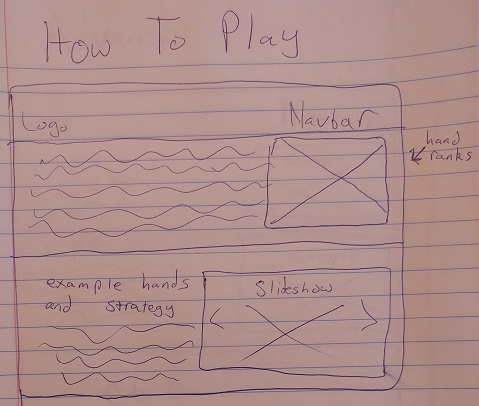 How To Play
Logo
Navbar
hand
ranks
example hands
and strategy
Slideshow